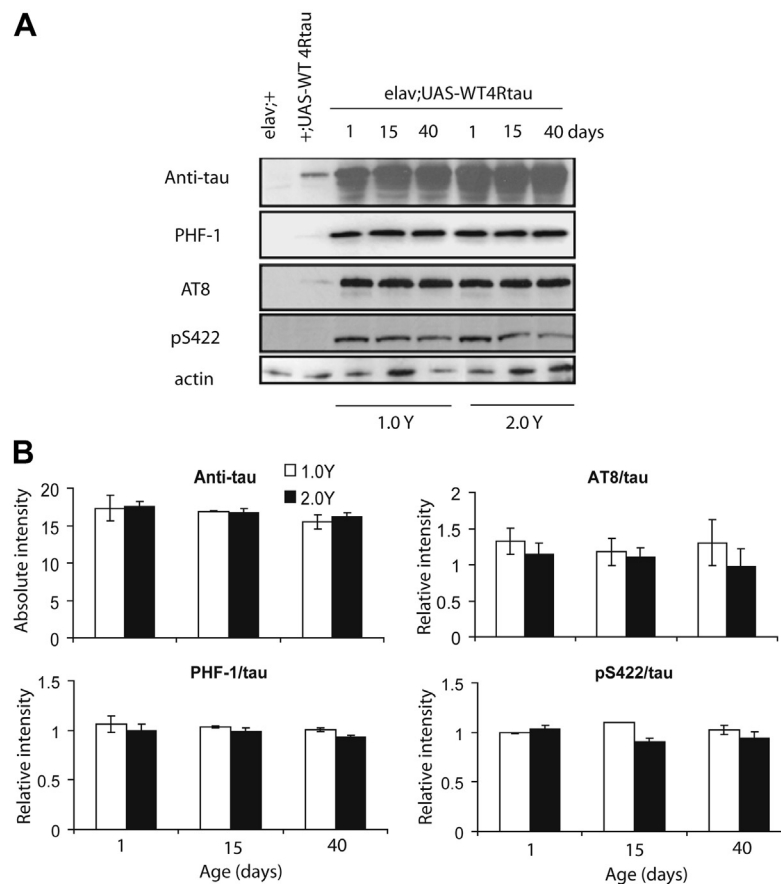 A
elav;+
+;UAS-WT 4Rtau
elav;UAS-WT4Rtau
1 15 40 1 15 40 days
Anti-tau
PHF-1
AT8
pS422
actin
1.0 Y 2.0 Y
B
Anti-tau
1.0Y
2.0Y
Absolute intensity
20
15
10
5
0
AT8/tau
Relative intensity
2
1.5
1
0.5
0
PHF-1/tau
Relative intensity
1.5
1
0.5
0
1 15 40
Age (days)
pS422/tau
Relative intensity
1.5
1
0.5
0
1 15 40
Age (days)